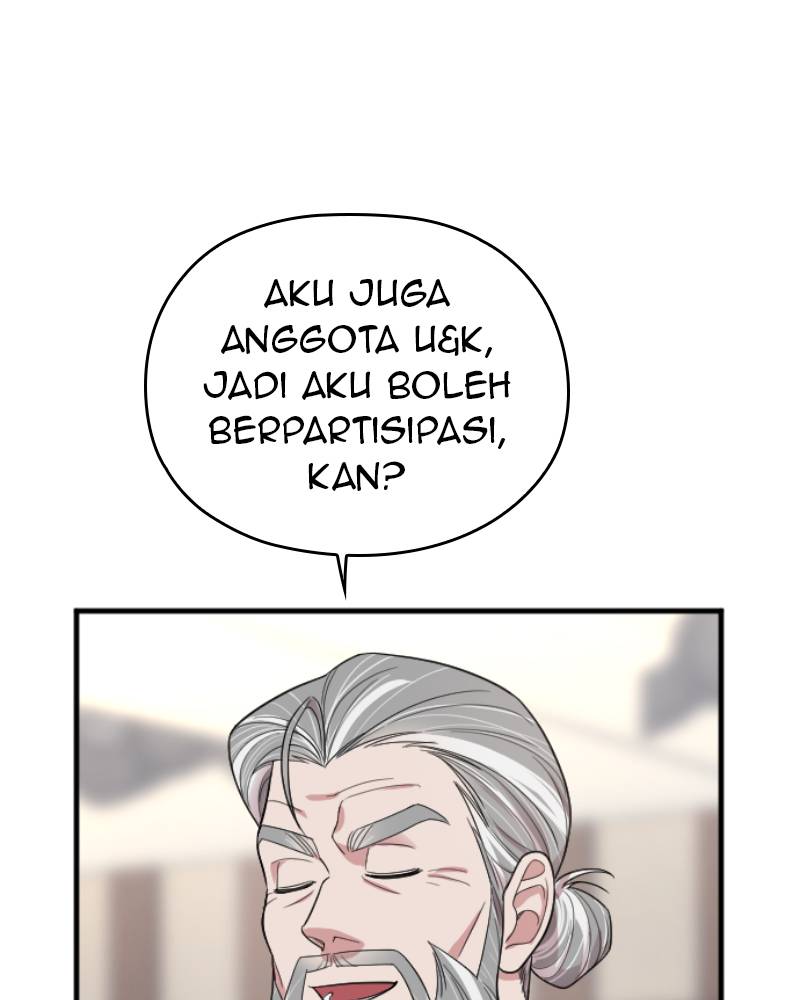 AKU JUGA
ANGGOTA U&K,
JADI AKU BOLEH
BERPARTISIPASI,
KAN?